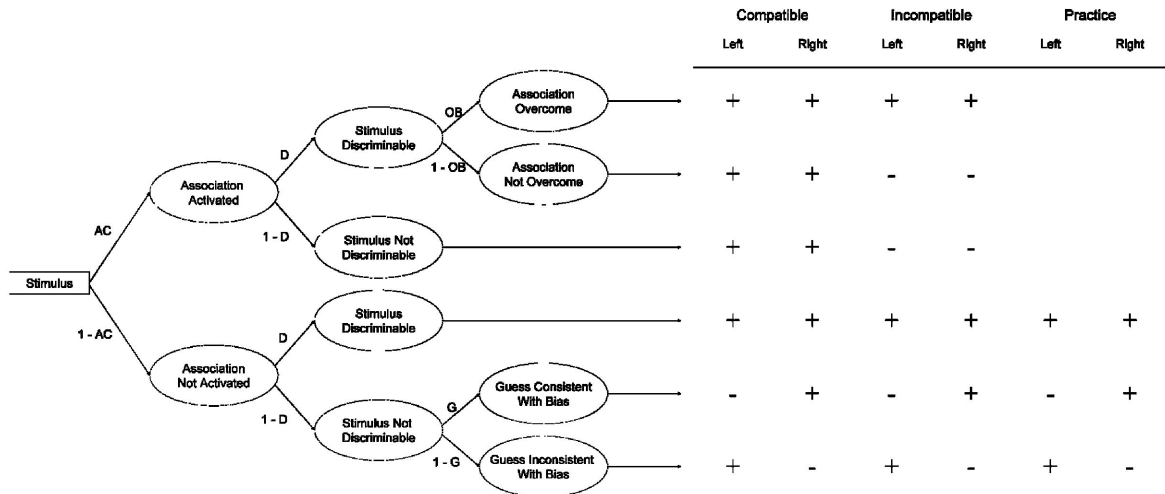 Compatible Incompatible Practice
Left Right Left Right Left Right
Association
Overcome
+ + + +
OB
Stimulus
Discriminable
D
1 - OB
Association
Not Overcome
+ + - -
Association
Activated
AC
1 - D
Stimulus Not
Discriminable
+ + - -
Stimulus
1 - AC
D
Stimulus
Discriminable
+ + + + + +
Association
Not Activated
Guess Consistent
With Bias
- + - + - +
1 - D
G
Stimulus Not
Discriminable
1 - G
Guess Inconsistent
With Bias
+ - + - + -